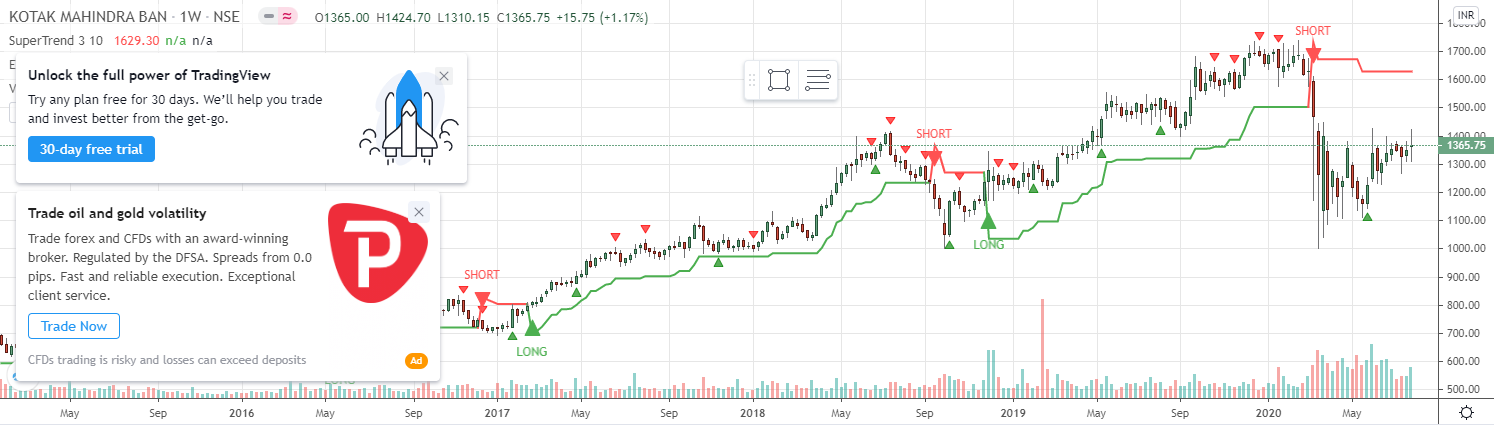 KOTAK MAHINDRA BAN · 1W · NSE O1365.00 H1424.70 L1310.15 C1365.75 +15.75 (+1.17%)
INR
SuperTrend 3 10 1629.30 n/a n/a
Unlock the full power of TradingView
Try any plan free for 30 days. We'll help you trade
and invest better from the get-go.
30-day free trial
Trade oil and gold volatility
Trade forex and CFDs with an award-winning
broker. Regulated by the DFSA. Spreads from 0.0
pips. Fast and reliable execution. Exceptional
client service.
Trade Now
CFDs trading is risky and losses can exceed deposits
Ad
P
SHORT
LONG
SHORT
LONG
SHORT
1700.00
1600.00
1500.00
1400.00
1365.75
1300.00
1200.00
1100.00
1000.00
900.00
800.00
700.00
600.00
500.00
May Sep 2016 May Sep 2017 May Sep 2018 May Sep 2019 May Sep 2020 May